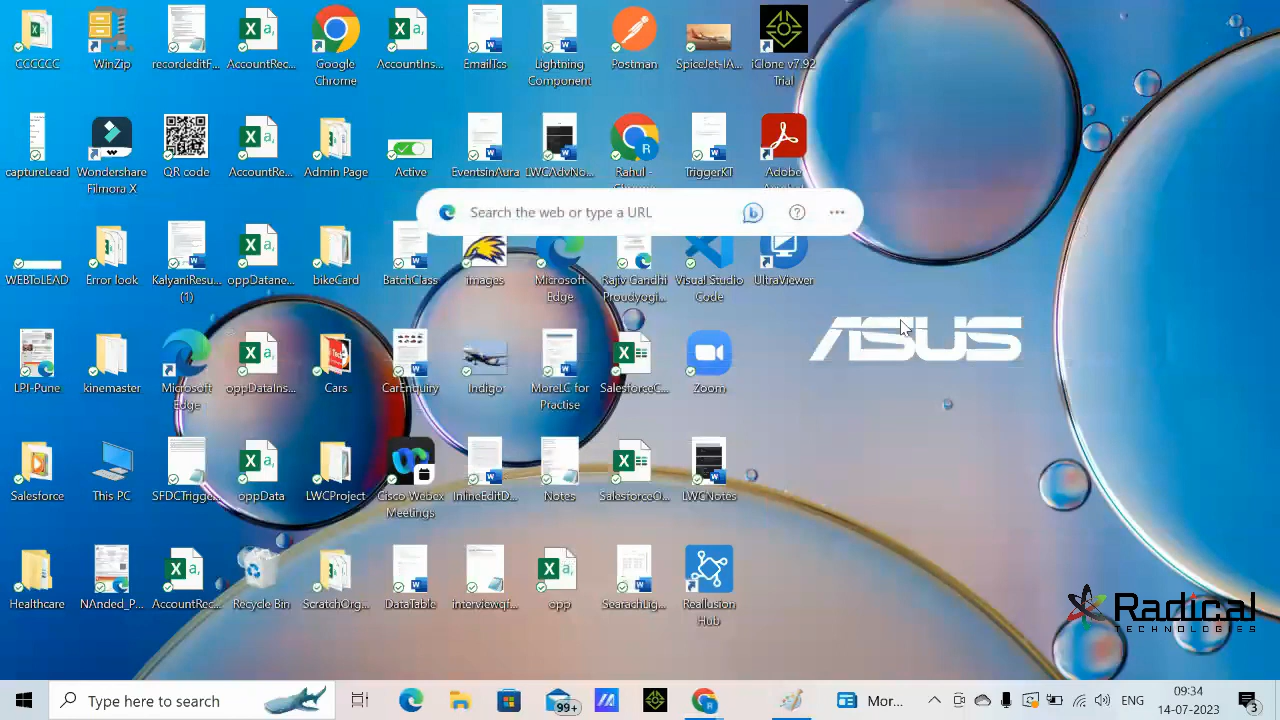 CCCCCC
WinZip
recordeditF...
AccountRec...
Google
Chrome
AccountIns...
EmailTcs
Lightning
Component
Postman
SpiceJet-IA...
iClone v7.92
Trial
captureLead
Wondershare
Filmora X
QR code
AccountRe...
Admin Page
Active
EventsinAura
LWCAdvNo...
Rahul -
TriggerKT
Adobe
Search the web or type a URL
WEBToLEAD
Error look
KalyaniResu...
(1)
oppDatane...
bikeCard
BatchClass
images
Microsoft
Edge
Rajiv Gandhi
Proudyogi...
Visual Studio
Code
UltraViewer
ASUS
LPI-Pune
kinemaster
Microsoft
Edge
oppDataIns...
Cars
CarEnquiry
Indigo
MoreLC for
Practise
SalesforceC...
Zoom
Salesforce
This PC
SFDCTrigge...
oppData
LWCProject
Cisco Webex
Meetings
InlineEditD...
Notes
SalesforceO...
LWCNotes
Healthcare
NAnded_P...
AccountRec...
Recycle Bin
ScratchOrg...
DataTable
interviewqf...
opp
SearachLig...
Reallusion
Hub
Radical
TECHNOLOGIES
Type here to search
99+
Mor...
ENG
09:34
14-07-2023
3